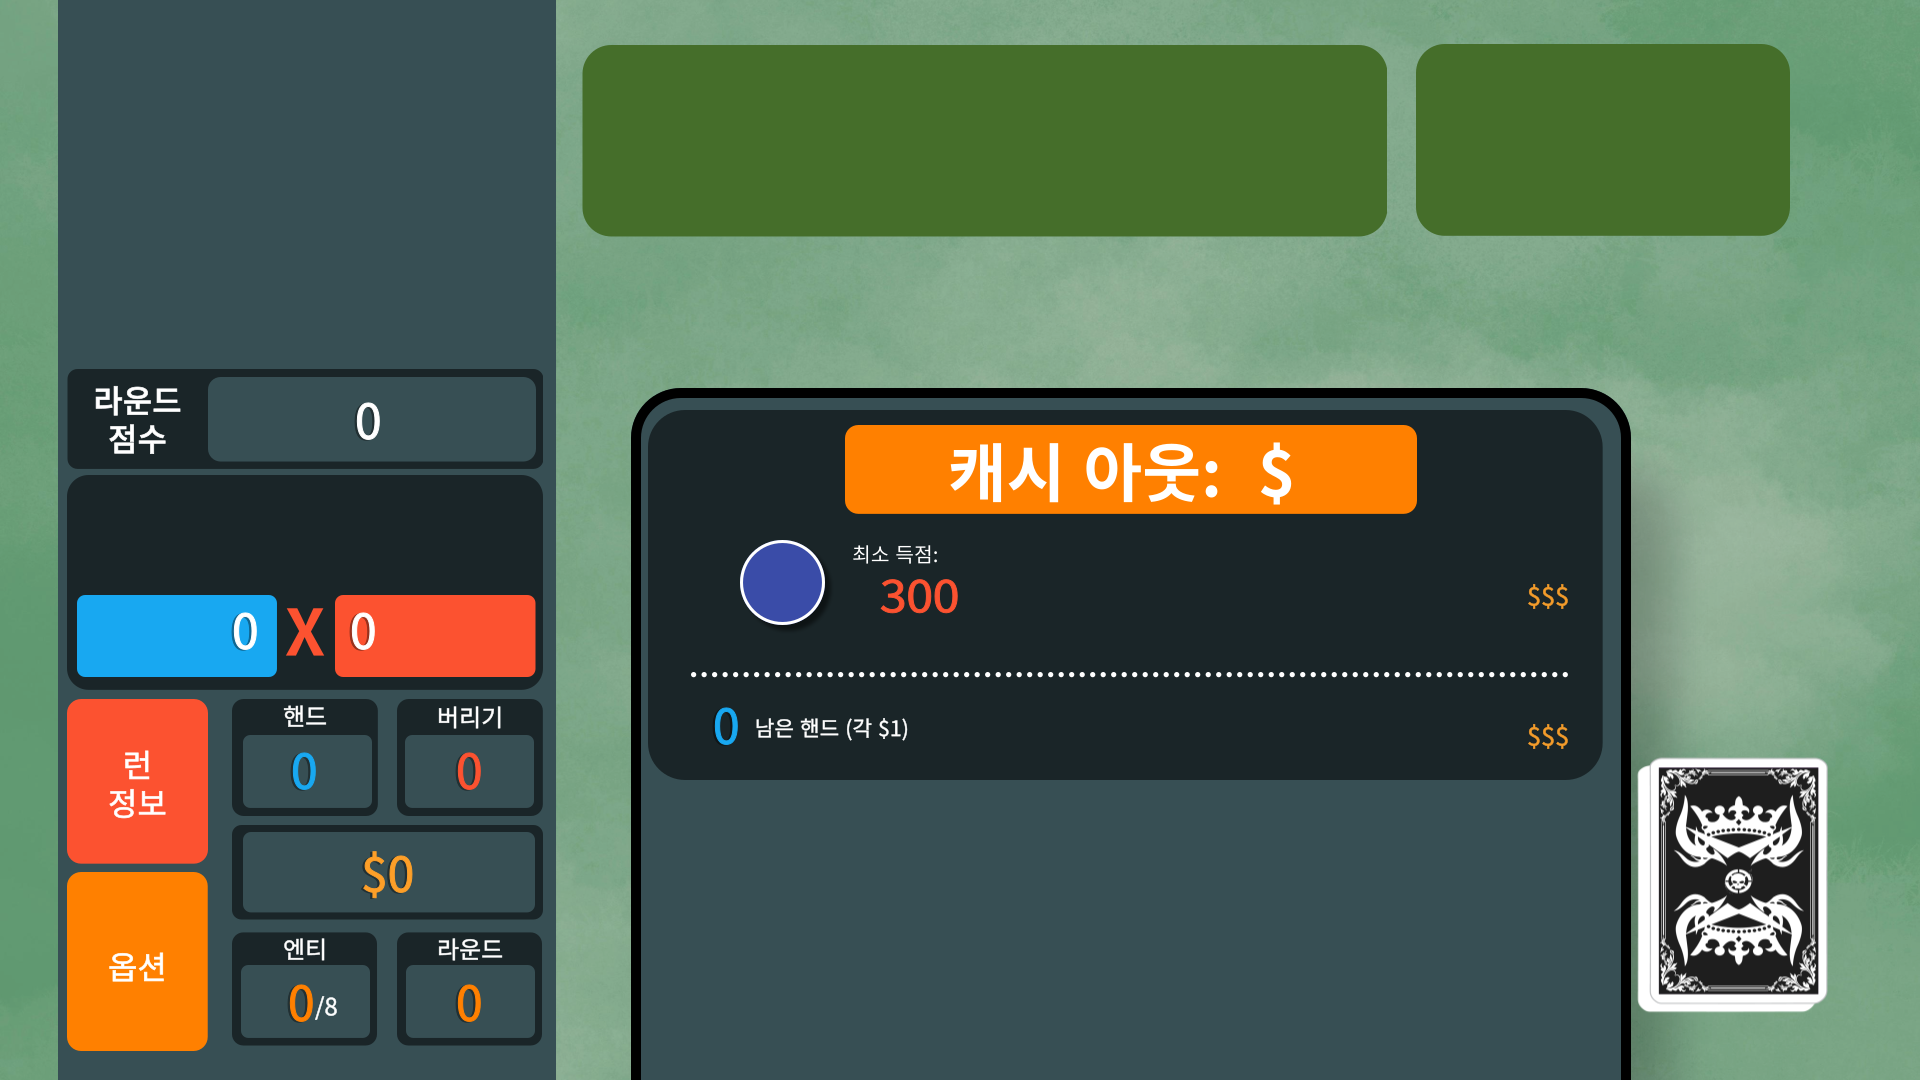 라운드
점수
0
0 X 0
런
정보
옵션
핸드
0
버리기
0
$0
엔티
0/8
라운드
0
캐시 아웃: $
최소 득점:
300
$$$
0 남은 핸드 (각 $1)
$$$